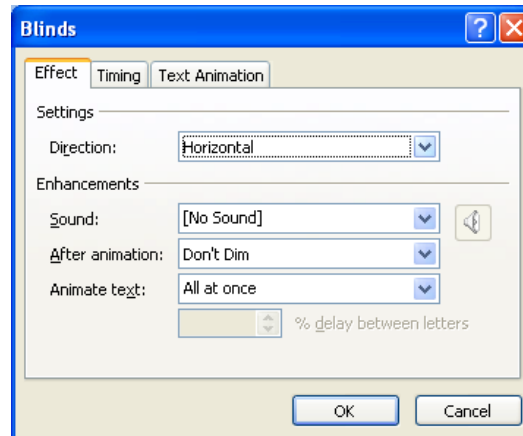 Blinds
Effect Timing Text Animation
Settings
Direction: Horizontal
Enhancements
Sound: [No Sound]
After animation: Don't Dim
Animate text: All at once
% delay between letters
OK Cancel